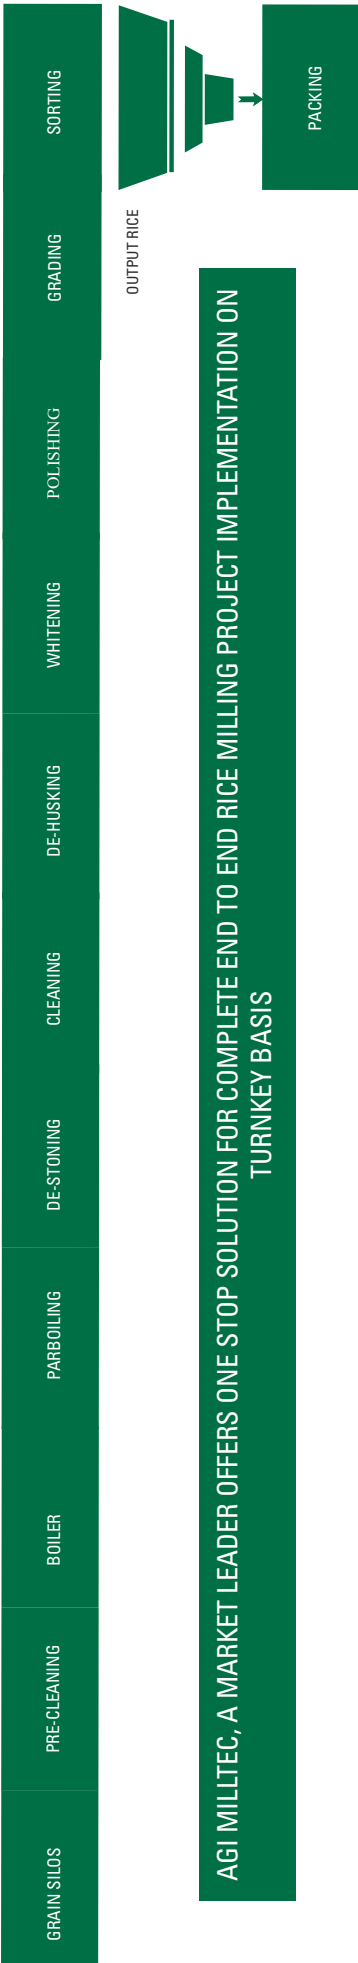 GRAIN SILOS
PRE-CLEANING
BOILER
PARBOILING
DE-STONING
CLEANING
DE-HUSKING
WHITENING
POLISHING
GRADING
SORTING
OUTPUT RICE
PACKING
AGI MILLTEC, A MARKET LEADER OFFERS ONE STOP SOLUTION FOR COMPLETE END TO END RICE MILLING PROJECT IMPLEMENTATION ON
TURNKEY BASIS